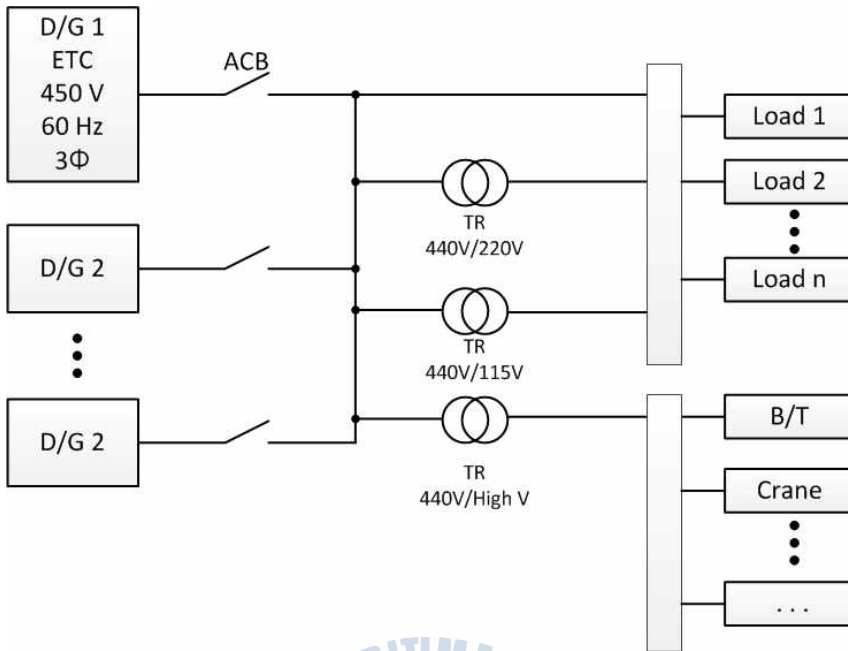 D/G 1
ETC
450 V
60 Hz
3Φ
ACB
D/G 2
D/G 2
TR
440V/220V
TR
440V/115V
TR
440V/High V
Load 1
Load 2
Load n
B/T
Crane
. . .